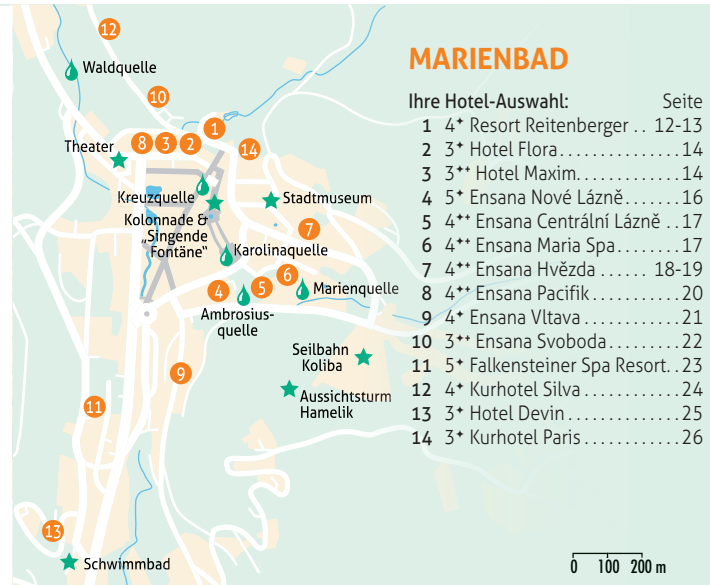 MARIENBAD
Ihre Hotel-Auswahl: Seite
1 4✦ Resort Reitenberger . . 12-13
2 3✦ Hotel Flora . . . . . . . . . . . . 14
3 3✦✦ Hotel Maxim. . . . . . . . . . 14
4 5✦ Ensana Nové Lázně. . . . . 16
5 4✦✦ Ensana Centrální Lázně . . 17
6 4✦✦ Ensana Maria Spa. . . . . . 17
7 4✦✦ Ensana Hvězda . . . . . . 18-19
8 4✦✦ Ensana Pacifik . . . . . . . . . 20
9 4✦ Ensana Vltava . . . . . . . . . 21
10 3✦✦ Ensana Svoboda . . . . . . . 22
11 5✦ Falkensteiner Spa Resort. . 23
12 4✦ Kurhotel Silva . . . . . . . . . 24
13 3✦ Hotel Devin . . . . . . . . . . . 25
14 3✦ Kurhotel Paris . . . . . . . . . 26
12
Waldquelle
10
1
Theater
8 3 2
14
Kreuzquelle
Stadtmuseum
Kolonnade &
„Singende
Fontäne“
7
Karolinaquelle
6
4 5
Marienquelle
Ambrosius-
quelle
Seilbahn
Koliba
9
Aussichtsturm
Hamelik
11
13
Schwimmbad
0 100 200 m